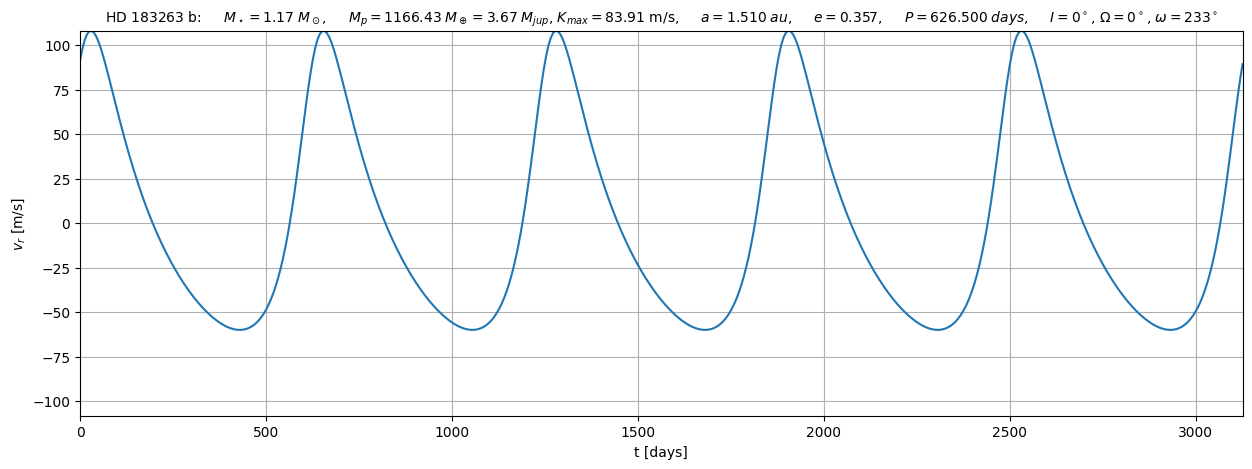 HD 183263 b: M⋆ = 1.17 M⊙, Mp = 1166.43 M⊕ = 3.67 Mjup, Kmax = 83.91 m/s, a = 1.510 au, e = 0.357, P = 626.500 days, I = 0°, Ω = 0°, ω = 233°
100
75
50
25
0
−25
−50
−75
−100
vr [m/s]
0 500 1000 1500 2000 2500 3000
t [days]